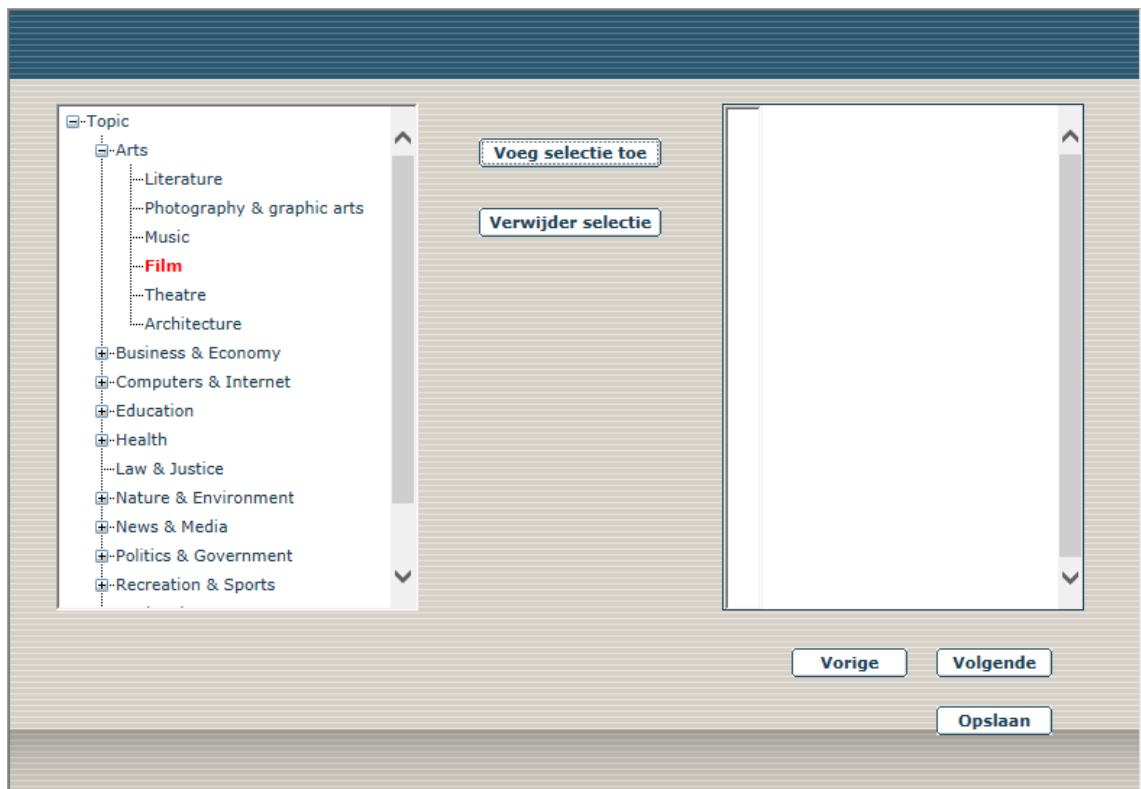 Topic
Arts
Literature
Photography & graphic arts
Music
Film
Theatre
Architecture
Business & Economy
Computers & Internet
Education
Health
Law & Justice
Nature & Environment
News & Media
Politics & Government
Recreation & Sports
Voeg selectie toe
Verwijder selectie
Vorige
Volgende
Opslaan